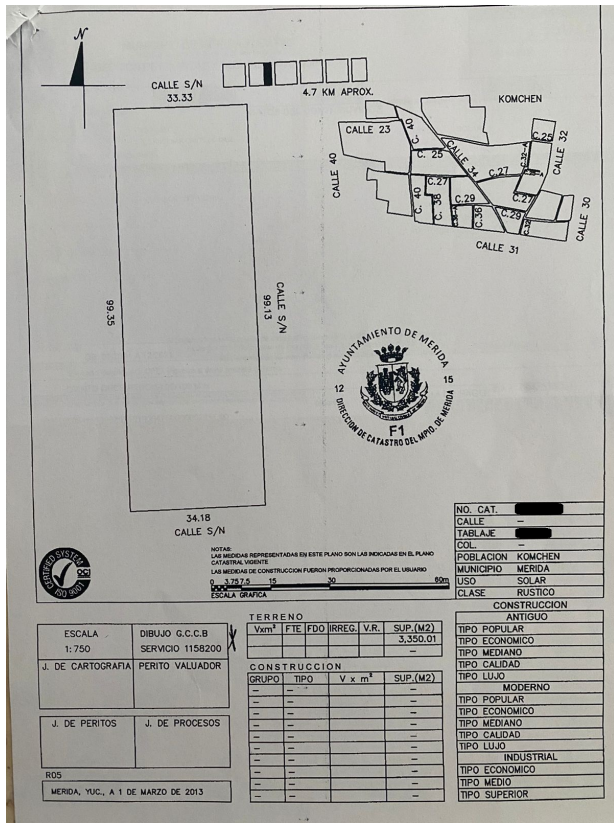 N
CALLE S/N
33.33
4.7 KM APROX.
KOMCHEN
CALLE 23
C. 40
C. 25
CALLE 34
C.25
C.32-A
CALLE 32
CALLE 40
C.27
C.27
C.27
C. 40
C. 38
C.29
C.36
C.29
C.32
CALLE 30
CALLE 31
99.35
99.13
CALLE S/N
AYUNTAMIENTO DE MERIDA
12
15
F1
DIRECCION DE CATASTRO DEL MPIO. DE MERIDA
34.18
CALLE S/N
CERTIFIED SYSTEM
ISO 9001
NOTAS:
LAS MEDIDAS REPRESENTADAS EN ESTE PLANO SON LAS INDICADAS EN EL PLANO
CATASTRAL VIGENTE
LAS MEDIDAS DE CONSTRUCCION FUERON PROPORCIONADAS POR EL USUARIO
0 3.75 7.5 15 30 60m
ESCALA GRAFICA
NO. CAT.
CALLE –
TABLAJE
COL. –
POBLACION KOMCHEN
MUNICIPIO MERIDA
USO SOLAR
CLASE RUSTICO
CONSTRUCCION
ANTIGUO
TIPO POPULAR
TIPO ECONOMICO
TIPO MEDIANO
TIPO CALIDAD
TIPO LUJO
MODERNO
TIPO POPULAR
TIPO ECONOMICO
TIPO MEDIANO
TIPO CALIDAD
TIPO LUJO
INDUSTRIAL
TIPO ECONOMICO
TIPO MEDIO
TIPO SUPERIOR
TERRENO
Vxm² FTE FDO IRREG. V.R. SUP.(M2)
3,350.01
–
CONSTRUCCION
GRUPO TIPO V x m² SUP.(M2)
– – –
– – –
– – –
– – –
– – –
– – –
– – –
– – –
– – –
– – –
ESCALA
1:750
DIBUJO G.C.C.B
SERVICIO 1158200
J. DE CARTOGRAFIA
PERITO VALUADOR
J. DE PERITOS
J. DE PROCESOS
R05
MERIDA, YUC., A 1 DE MARZO DE 2013